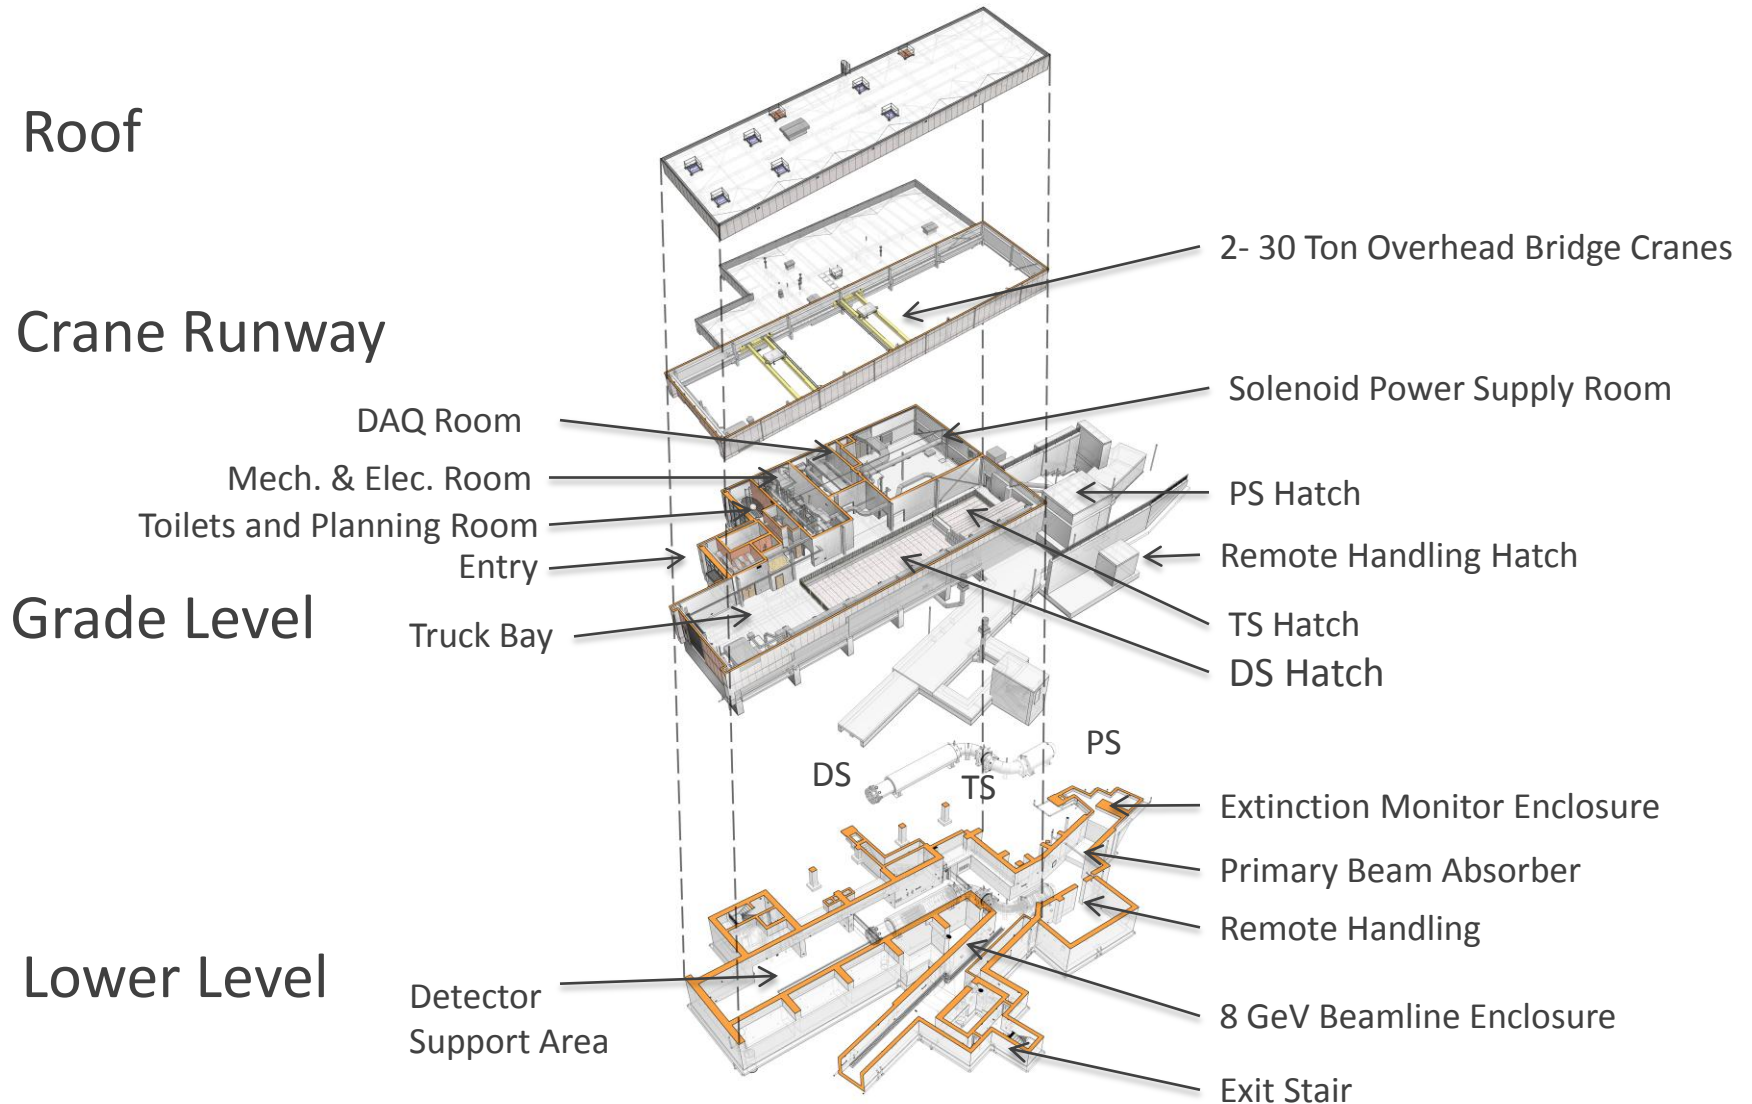 Roof
2- 30 Ton Overhead Bridge Cranes
Crane Runway
Solenoid Power Supply Room
DAQ Room
Mech. & Elec. Room
PS Hatch
Toilets and Planning Room
Remote Handling Hatch
Entry
Grade Level
Truck Bay
TS Hatch
DS Hatch
PS
DS
TS
Extinction Monitor Enclosure
Primary Beam Absorber
Remote Handling
Lower Level
Detector
Support Area
8 GeV Beamline Enclosure
Exit Stair